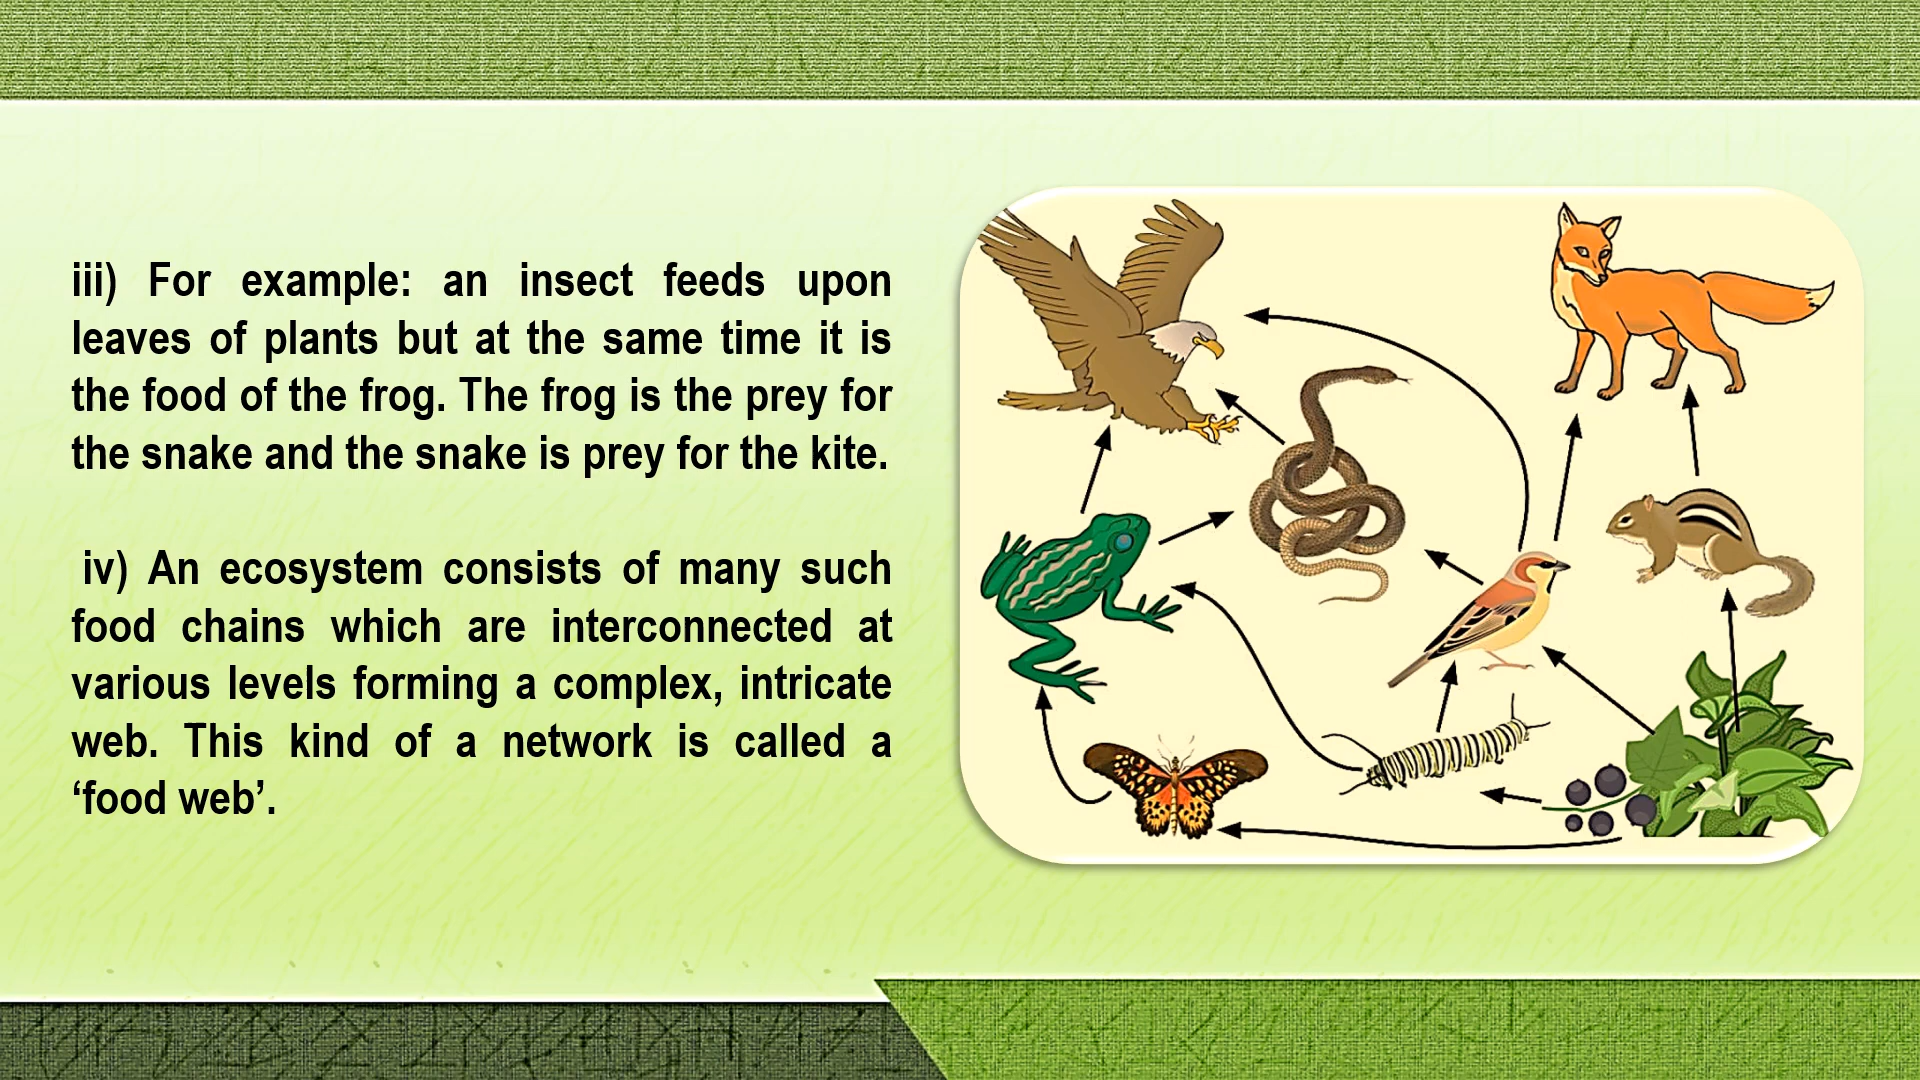 iii) For example: an insect feeds upon
leaves of plants but at the same time it is
the food of the frog. The frog is the prey for
the snake and the snake is prey for the kite.
iv) An ecosystem consists of many such
food chains which are interconnected at
various levels forming a complex, intricate
web. This kind of a network is called a
‘food web’.